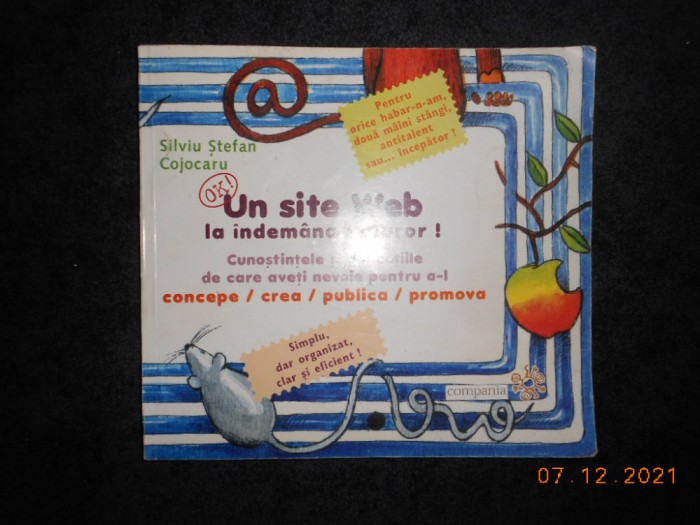 @
Pentru
orice habar-n-am,
două mâini stângi,
antitalent
sau... începător !
Silviu Ștefan
Cojocaru
OK!
Un site Web
la îndemâna tuturor !
Cunoștințele
de care aveți nevoie pentru a-l
concepe / crea / publica / promova
Simplu,
dar organizat,
clar și eficient !
compania
07.12.2021